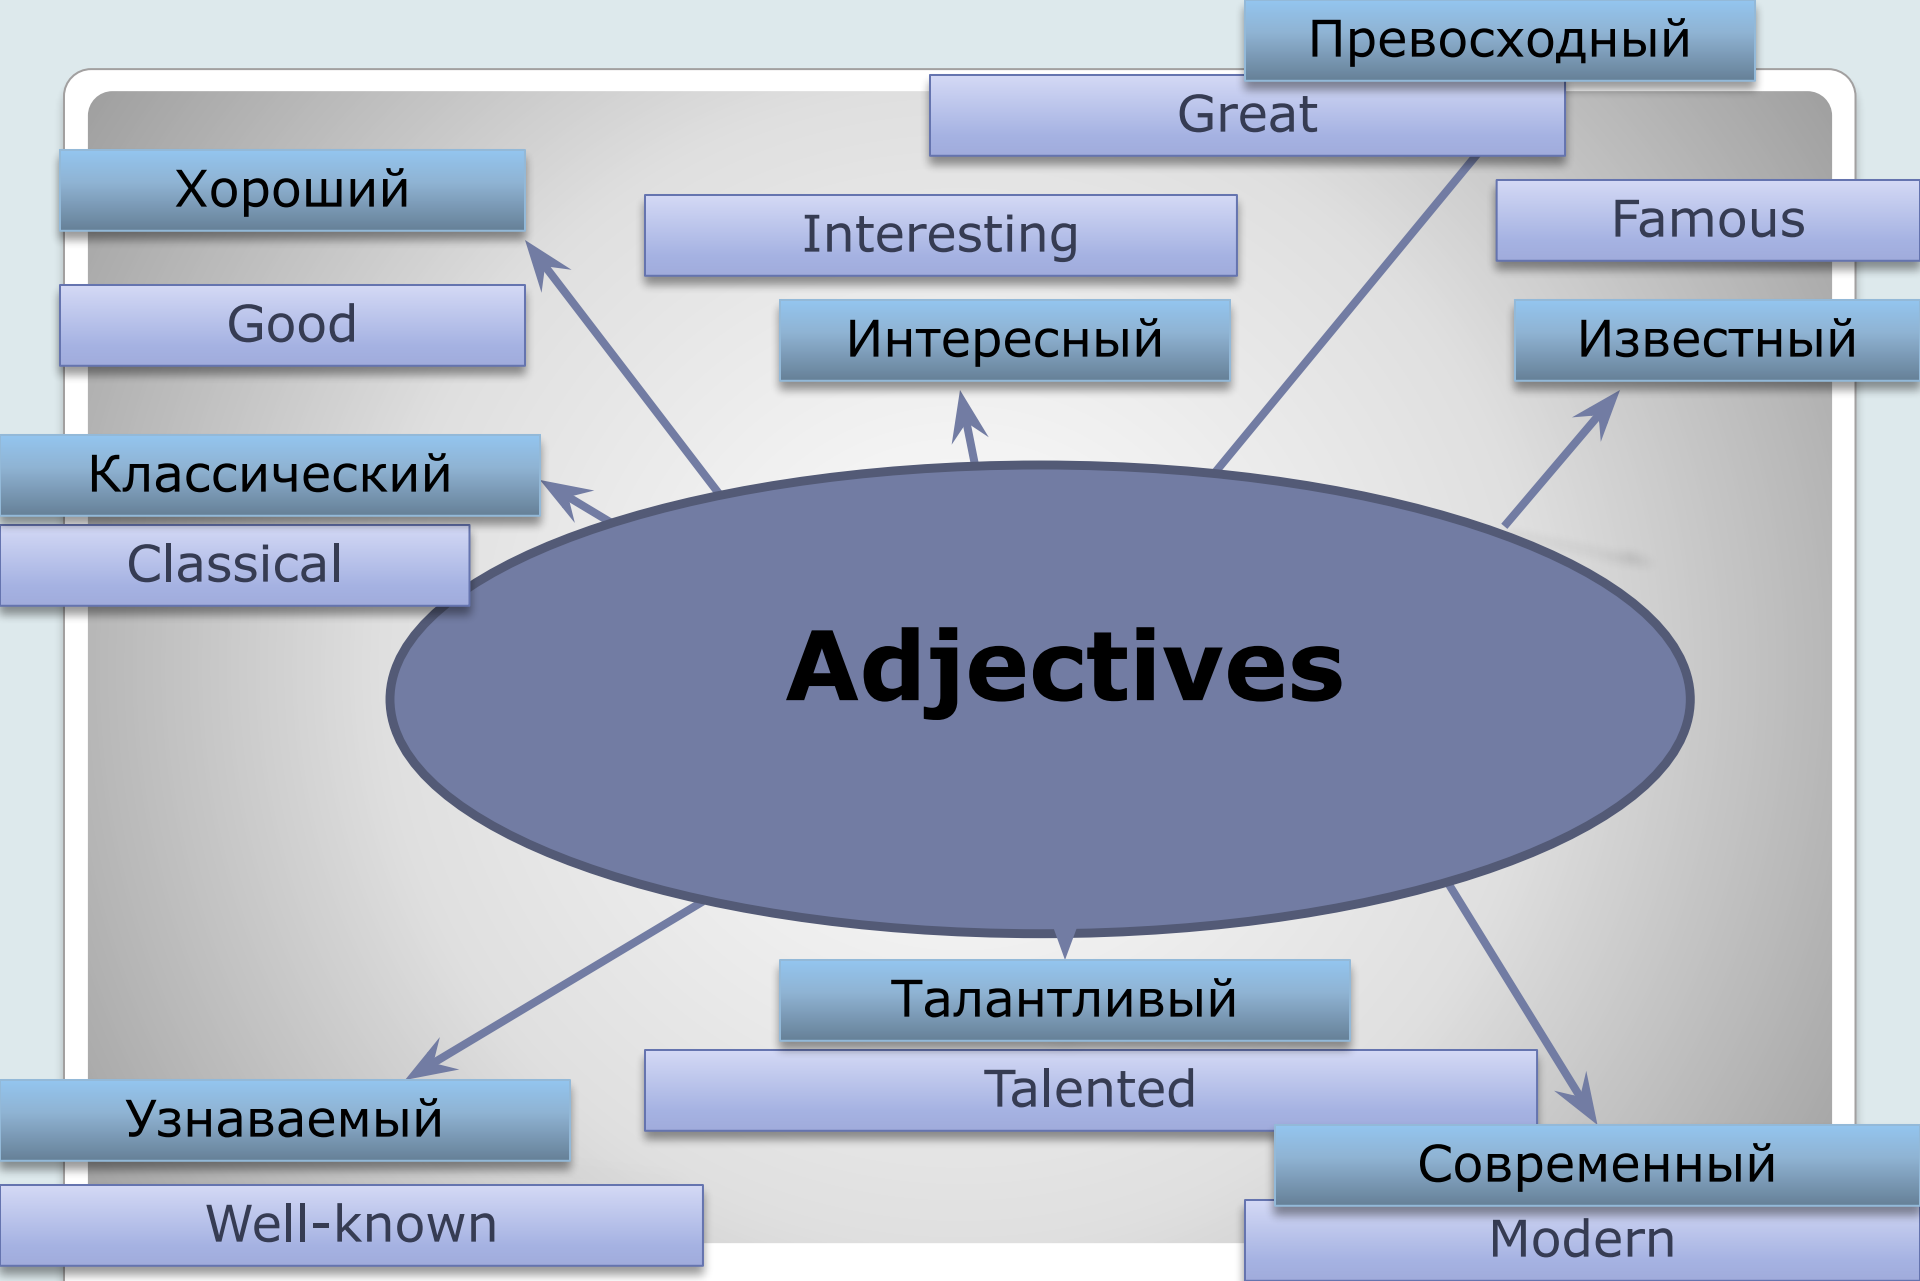 Превосходный
Great
Хороший
Good
Interesting
Интересный
Famous
Известный
Классический
Classical
Adjectives
Талантливый
Talented
Узнаваемый
Well-known
Современный
Modern